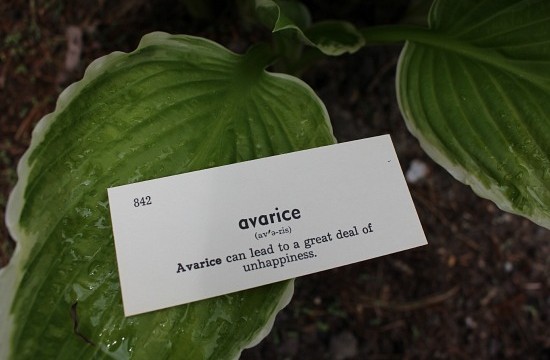 842
avarice
(av′ə-ris)
Avarice can lead to a great deal of
unhappiness.